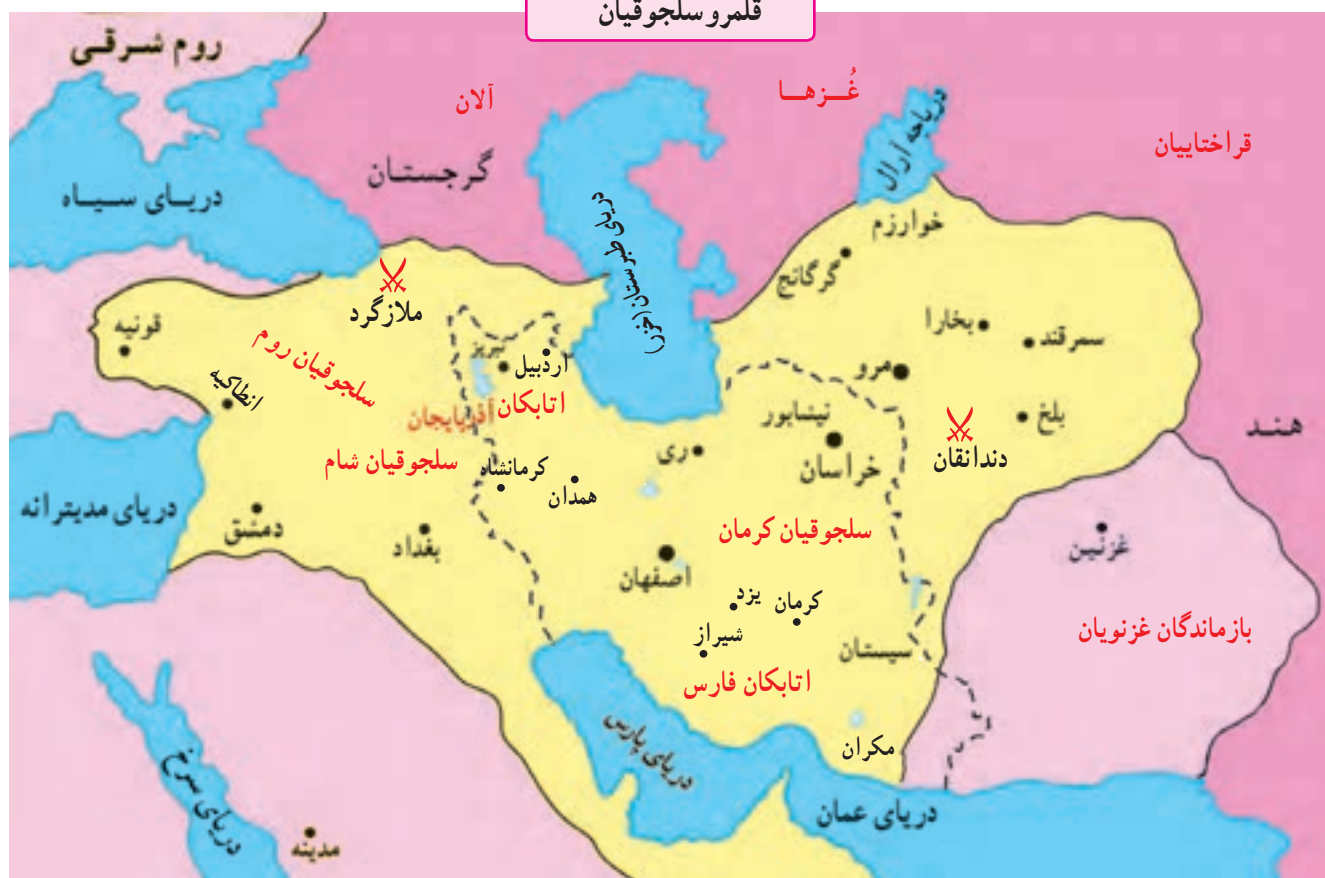 قلمرو سلجوقیان
روم شرقی
آلان
غُزهـا
دریاچه آرال
قراختاییان
گرجستان
دریای سیاه
دریای طبرستان (خزر)
خوارزم
گرگانج
ملازگرد
قونیه
سلجوقیان روم
تبریز
اردبیل
بخارا
سمرقند
مرو
انطاکیه
اتابکان آذربایجان
نیشابور
بلخ
هند
سلجوقیان شام
کرمانشاه
همدان
ری
خراسان
دندانقان
دریای مدیترانه
دمشق
بغداد
سلجوقیان کرمان
غزنین
اصفهان
یزد
کرمان
شیراز
سیستان
بازماندگان غزنویان
اتابکان فارس
دریای پارس
مکران
دریای سرخ
دریای عمان
مدینه